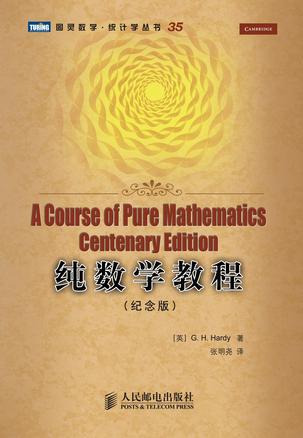 TURING 图灵数学·统计学丛书 35 CAMBRIDGE
A Course of Pure Mathematics
Centenary Edition
纯数学教程
(纪念版)
[英] G. H. Hardy 著
张明尧 译
人民邮电出版社
POSTS & TELECOM PRESS